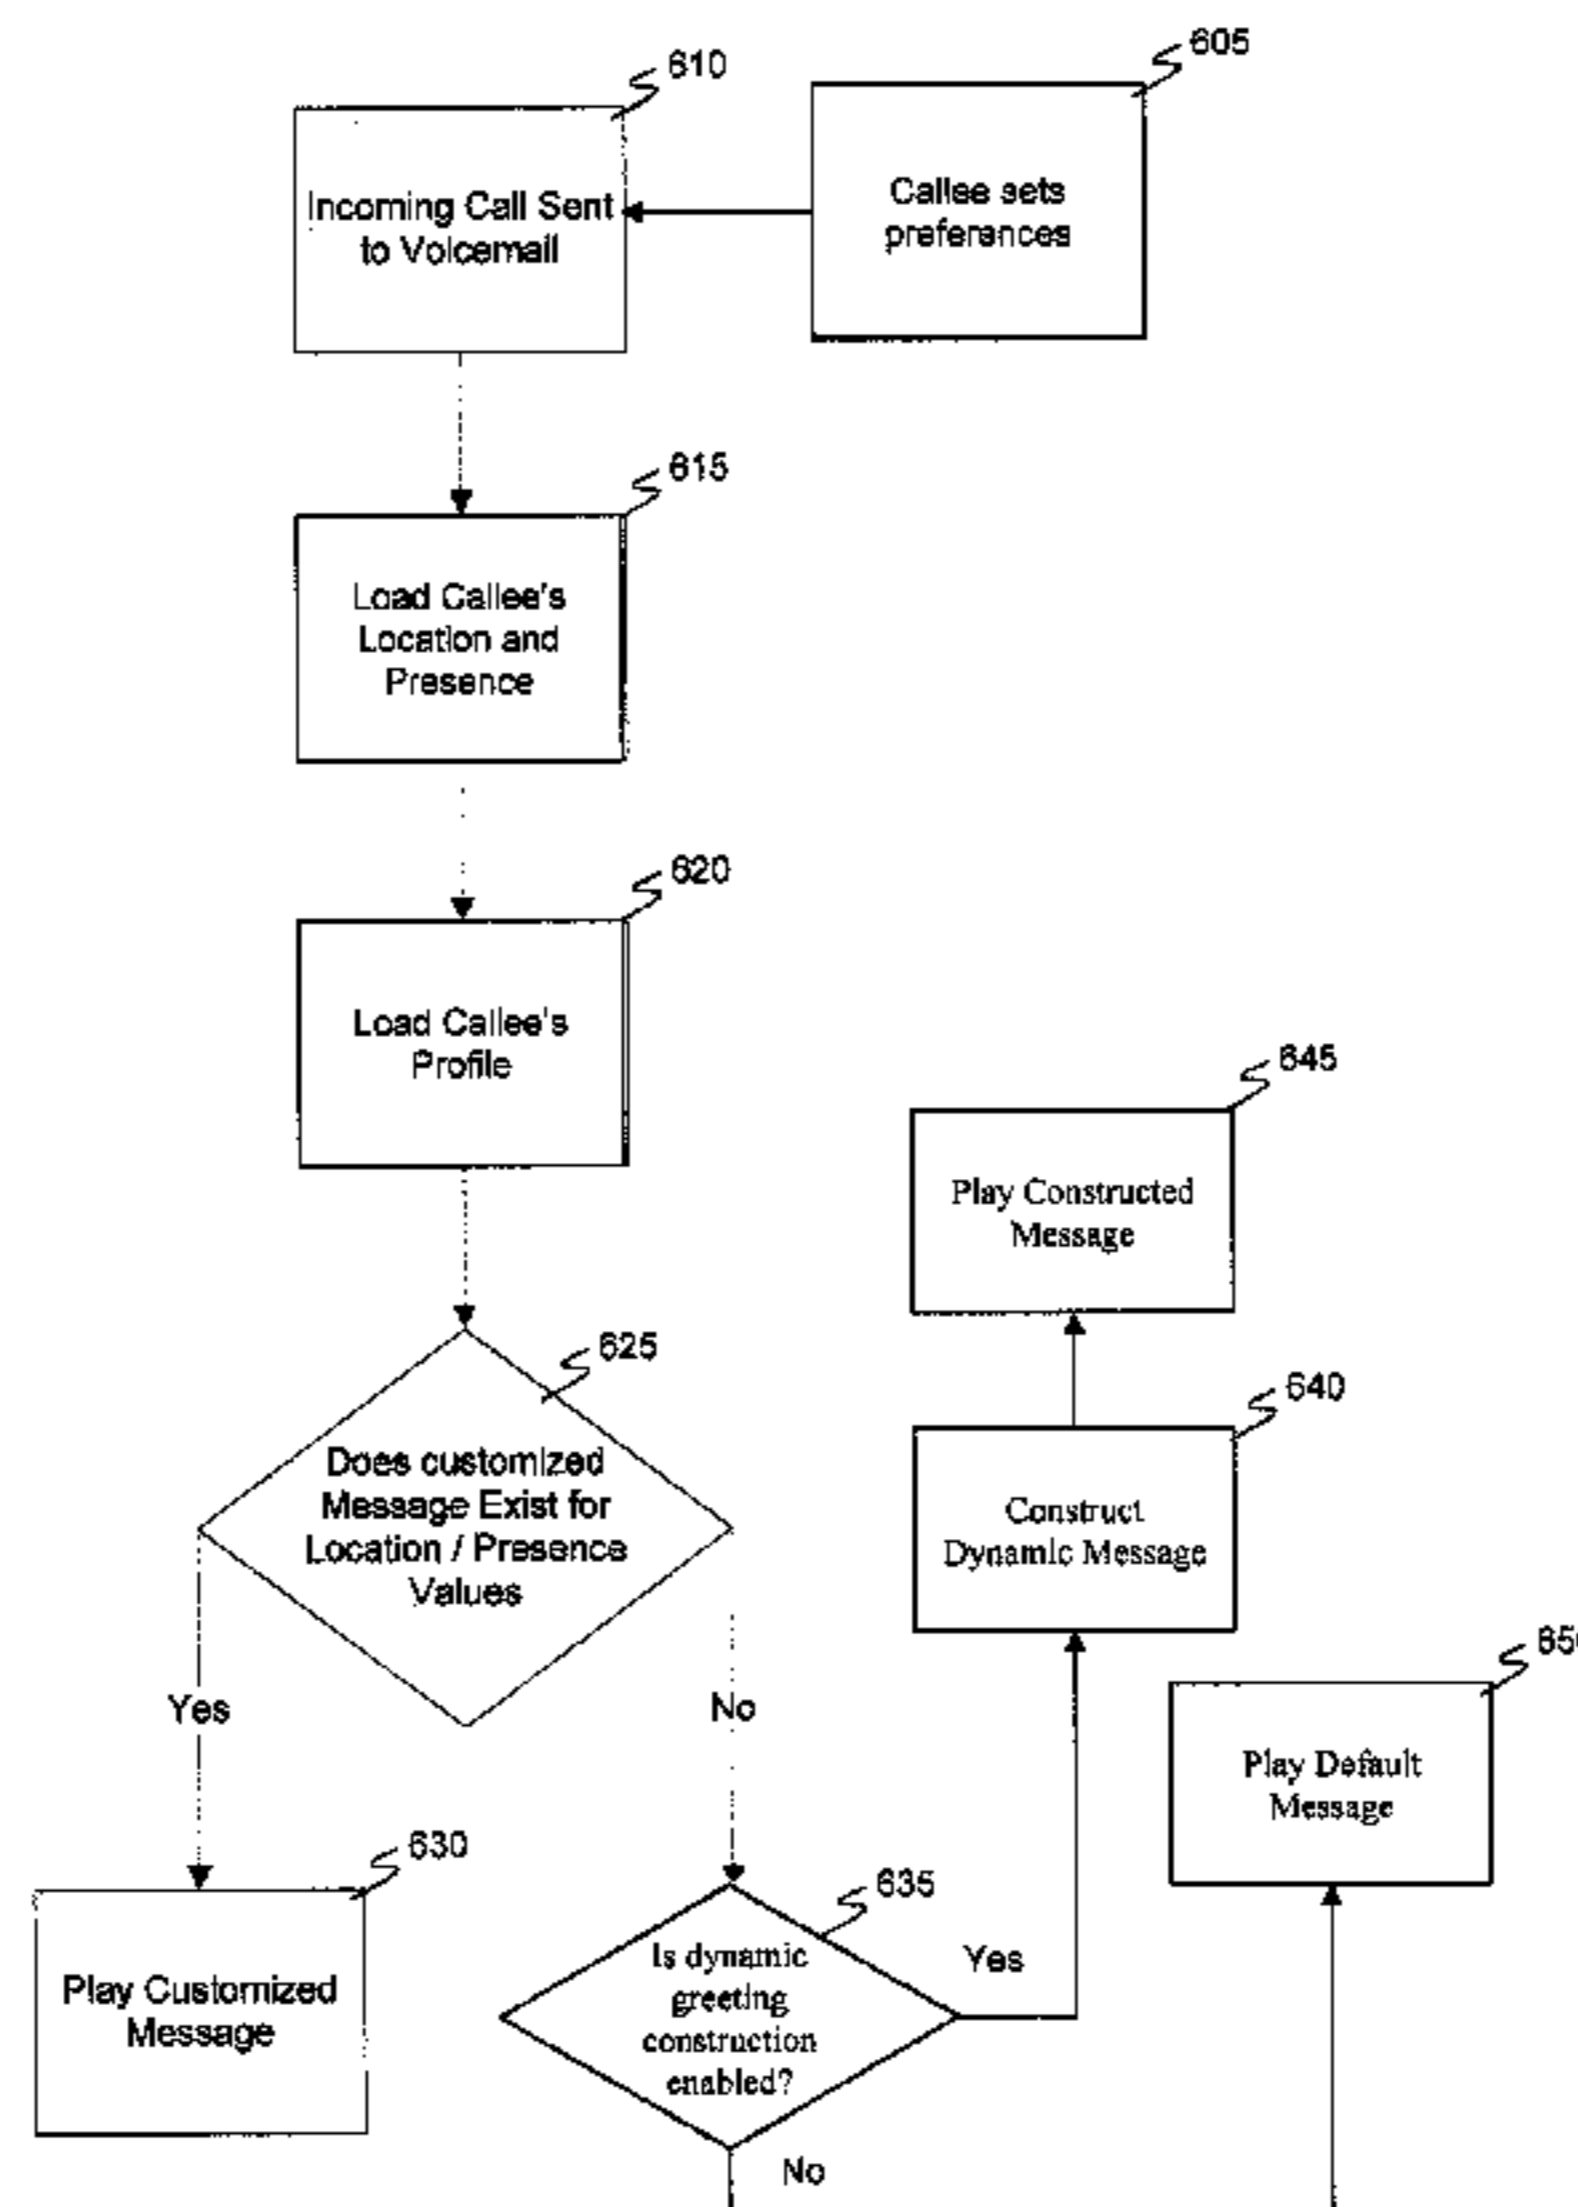 605
610
Callee sets
preferences
Incoming Call Sent
to Voicemail
615
Load Callee's
Location and
Presence
620
Load Callee's
Profile
645
Play Constructed
Message
625
640
Does customized
Message Exist for
Location / Presence
Values
Construct
Dynamic Message
Yes
No
Play Default
Message
630
635
Is dynamic
greeting
construction
enabled?
Yes
Play Customized
Message
No